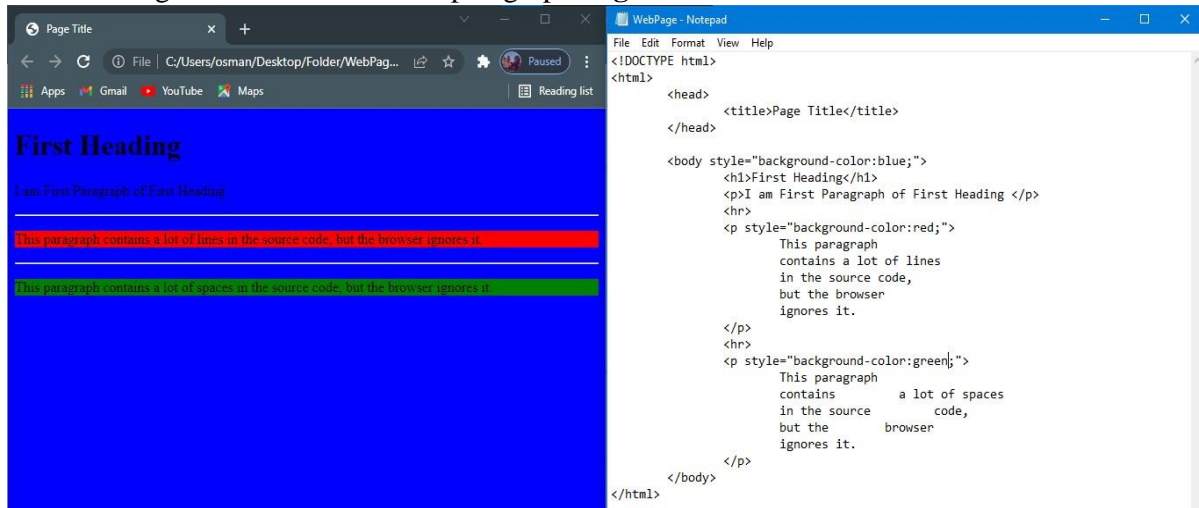 Page Title
File C:/Users/osman/Desktop/Folder/WebPag... Paused
Apps Gmail YouTube Maps Reading list
First Heading
I am First Paragraph of First Heading
This paragraph contains a lot of lines in the source code, but the browser ignores it.
This paragraph contains a lot of spaces in the source code, but the browser ignores it.
WebPage - Notepad
File Edit Format View Help
<!DOCTYPE html>
<html>
<head>
<title>Page Title</title>
</head>
<body style="background-color:blue;">
<h1>First Heading</h1>
<p>I am First Paragraph of First Heading </p>
<hr>
<p style="background-color:red;">
This paragraph
contains a lot of lines
in the source code,
but the browser
ignores it.
</p>
<hr>
<p style="background-color:green;">
This paragraph
contains         a lot of spaces
in the source         code,
but the        browser
ignores it.
</p>
</body>
</html>